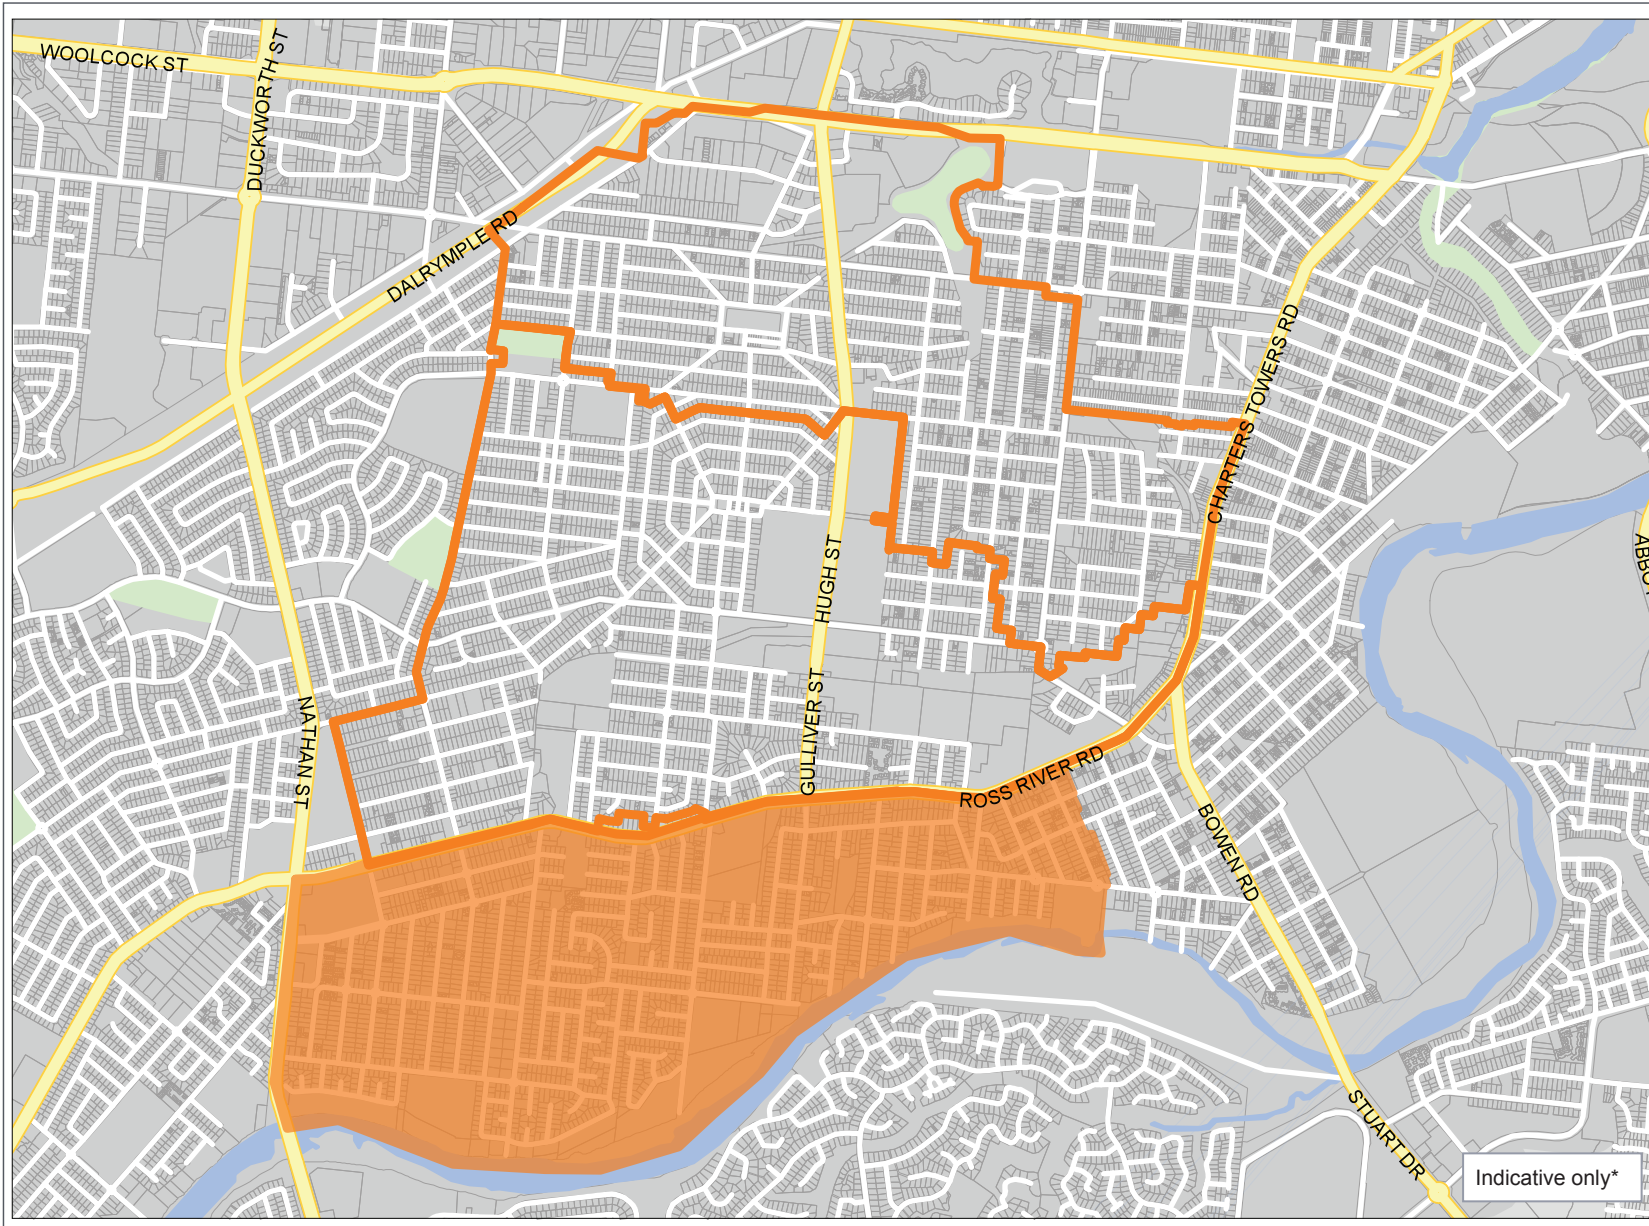 WOOLCOCK ST
DUCKWORTH ST
DALRYMPLE RD
CHARTERS TOWERS RD
HUGH ST
ABBOT
GULLIVER ST
NATHAN ST
ROSS RIVER RD
BOWEN RD
STUART DR
Indicative only*